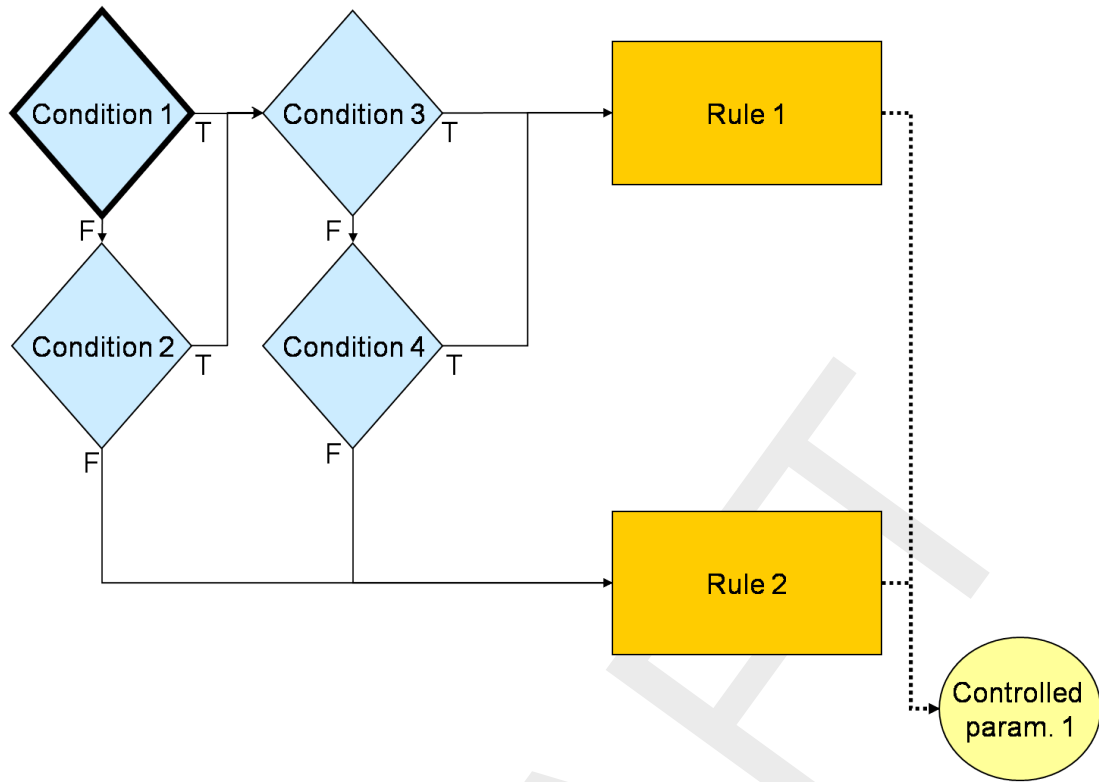 Condition 1
T
Condition 3
T
Rule 1
F
F
Condition 2
T
Condition 4
T
F
F
Rule 2
Controlled
param. 1